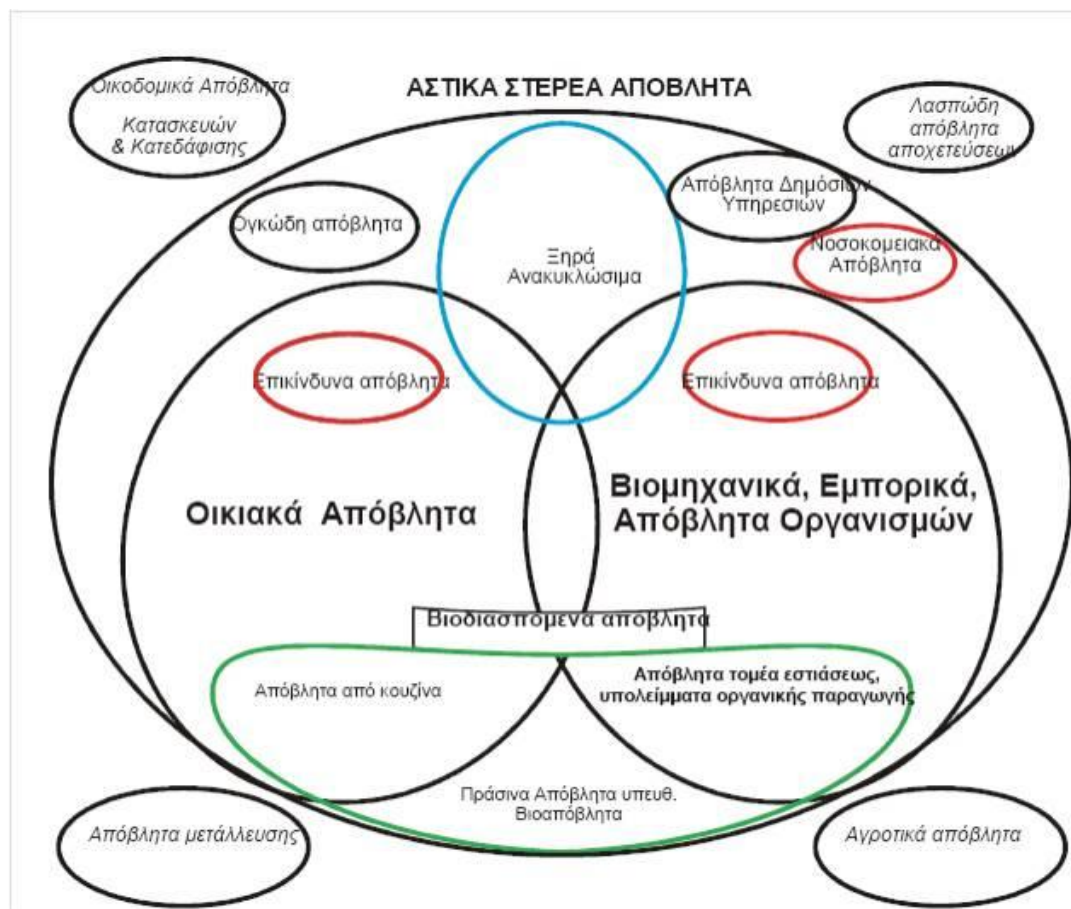 ΑΣΤΙΚΑ ΣΤΕΡΕΑ ΑΠΟΒΛΗΤΑ
Οικοδομικά Απόβλητα
Κατασκευών
& Κατεδάφισης
Λασπώδη
απόβλητα
αποχετεύσεων
Ογκώδη απόβλητα
Ξηρά
Ανακυκλώσιμα
Απόβλητα Δημόσιων
Υπηρεσιών
Νοσοκομειακά
Απόβλητα
Επικίνδυνα απόβλητα
Επικίνδυνα απόβλητα
Οικιακά Απόβλητα
Βιομηχανικά, Εμπορικά,
Απόβλητα Οργανισμών
Βιοδιασπόμενα απόβλητα
Απόβλητα από κουζίνα
Απόβλητα τομέα εστιάσεως,
υπολείμματα οργανικής παραγωγής
Πράσινα Απόβλητα υπευθ.
Βιοαπόβλητα
Απόβλητα μετάλλευσης
Αγροτικά απόβλητα